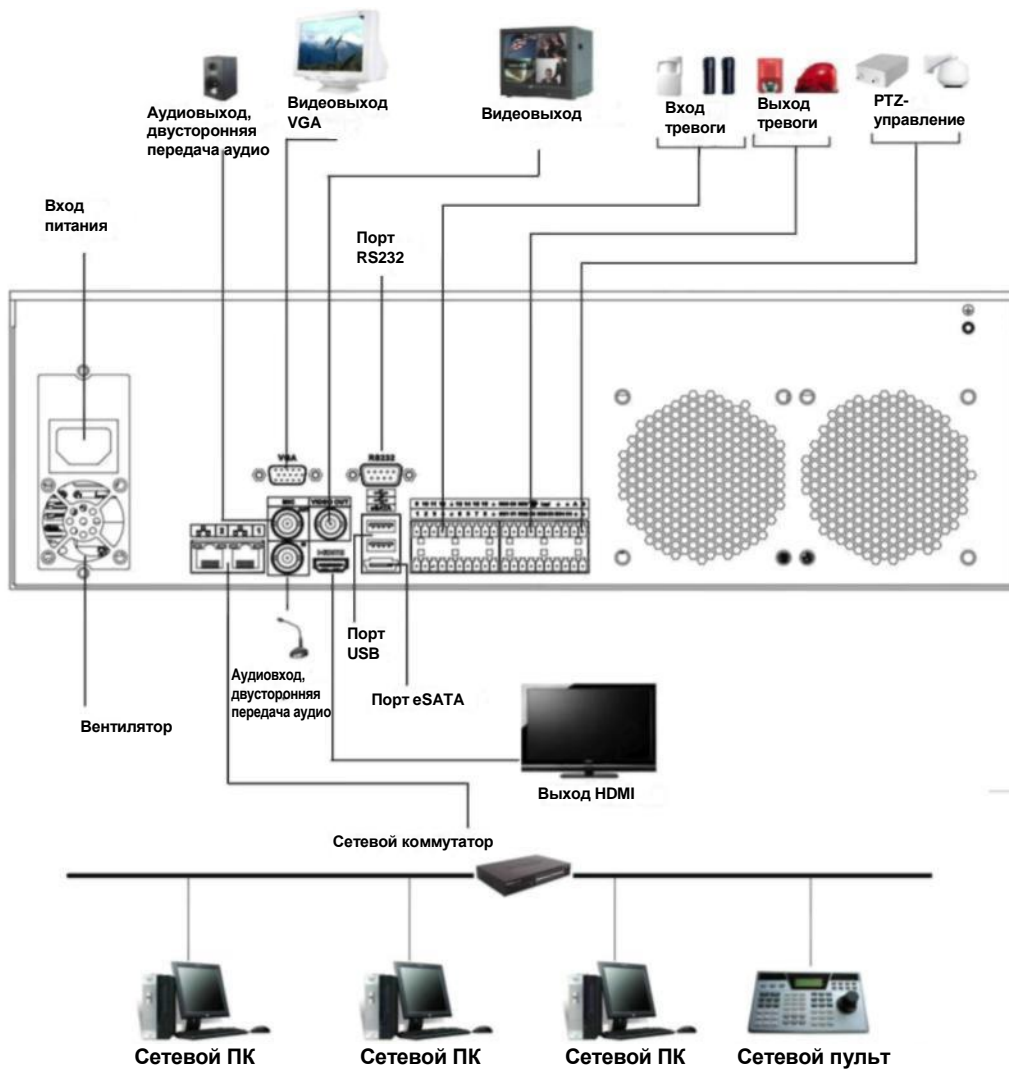 Аудиовыход,
двусторонняя
передача аудио
Видеовыход
VGA
Видеовыход
Вход
тревоги
Выход
тревоги
PTZ-
управление
Вход
питания
Порт
RS232
VGA
RS232
MIC
VIDEO OUT
eSATA
HDMI
Порт
USB
Аудиовход,
двусторонняя
передача аудио
Порт eSATA
Вентилятор
Выход HDMI
Сетевой коммутатор
Сетевой ПК
Сетевой ПК
Сетевой ПК
Сетевой пульт